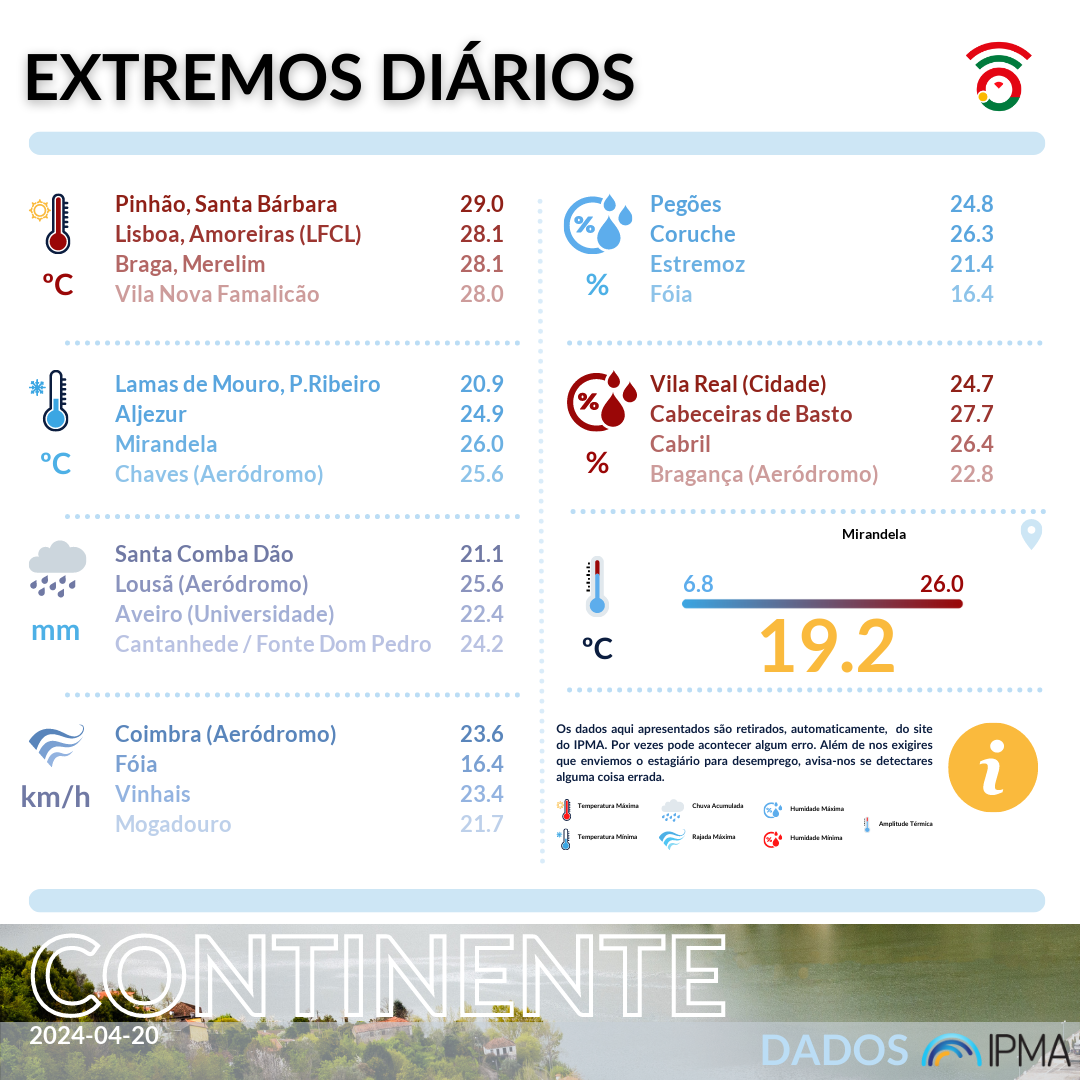 EXTREMOS DIÁRIOS
Pinhão, Santa Bárbara 29.0
Lisboa, Amoreiras (LFCL) 28.1
Braga, Merelim 28.1
Vila Nova Famalicão 28.0
ºC
Lamas de Mouro, P.Ribeiro 20.9
Aljezur 24.9
Mirandela 26.0
Chaves (Aeródromo) 25.6
ºC
Santa Comba Dão 21.1
Lousã (Aeródromo) 25.6
Aveiro (Universidade) 22.4
Cantanhede / Fonte Dom Pedro 24.2
mm
Coimbra (Aeródromo) 23.6
Fóia 16.4
Vinhais 23.4
Mogadouro 21.7
km/h
%
Pegões 24.8
Coruche 26.3
Estremoz 21.4
Fóia 16.4
%
%
Vila Real (Cidade) 24.7
Cabeceiras de Basto 27.7
Cabril 26.4
Bragança (Aeródromo) 22.8
%
Mirandela
6.8 26.0
19.2
ºC
Os dados aqui apresentados são retirados, automaticamente, do site
do IPMA. Por vezes pode acontecer algum erro. Além de nos exigires
que enviemos o estagiário para desemprego, avisa-nos se detectares
alguma coisa errada.
i
Temperatura Máxima
Chuva Acumulada
Humidade Máxima
Amplitude Térmica
Temperatura Mínima
Rajada Máxima
Humidade Mínima
CONTINENTE
2024-04-20
DADOS IPMA